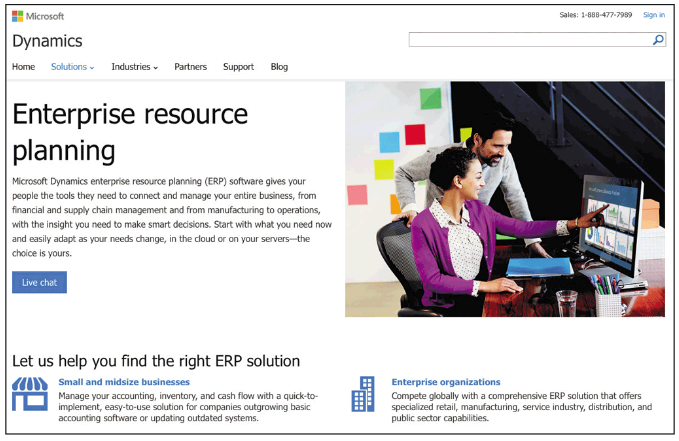 Microsoft
Sales: 1-888-477-7989 Sign in
Dynamics
Home Solutions Industries Partners Support Blog
Enterprise resource
planning
Microsoft Dynamics enterprise resource planning (ERP) software gives your
people the tools they need to connect and manage your entire business, from
financial and supply chain management and from manufacturing to operations,
with the insight you need to make smart decisions. Start with what you need now
and easily adapt as your needs change, in the cloud or on your servers—the
choice is yours.
Live chat
Let us help you find the right ERP solution
Small and midsize businesses
Manage your accounting, inventory, and cash flow with a quick-to-
implement, easy-to-use solution for companies outgrowing basic
accounting software or updating outdated systems.
Enterprise organizations
Compete globally with a comprehensive ERP solution that offers
specialized retail, manufacturing, service industry, distribution, and
public sector capabilities.